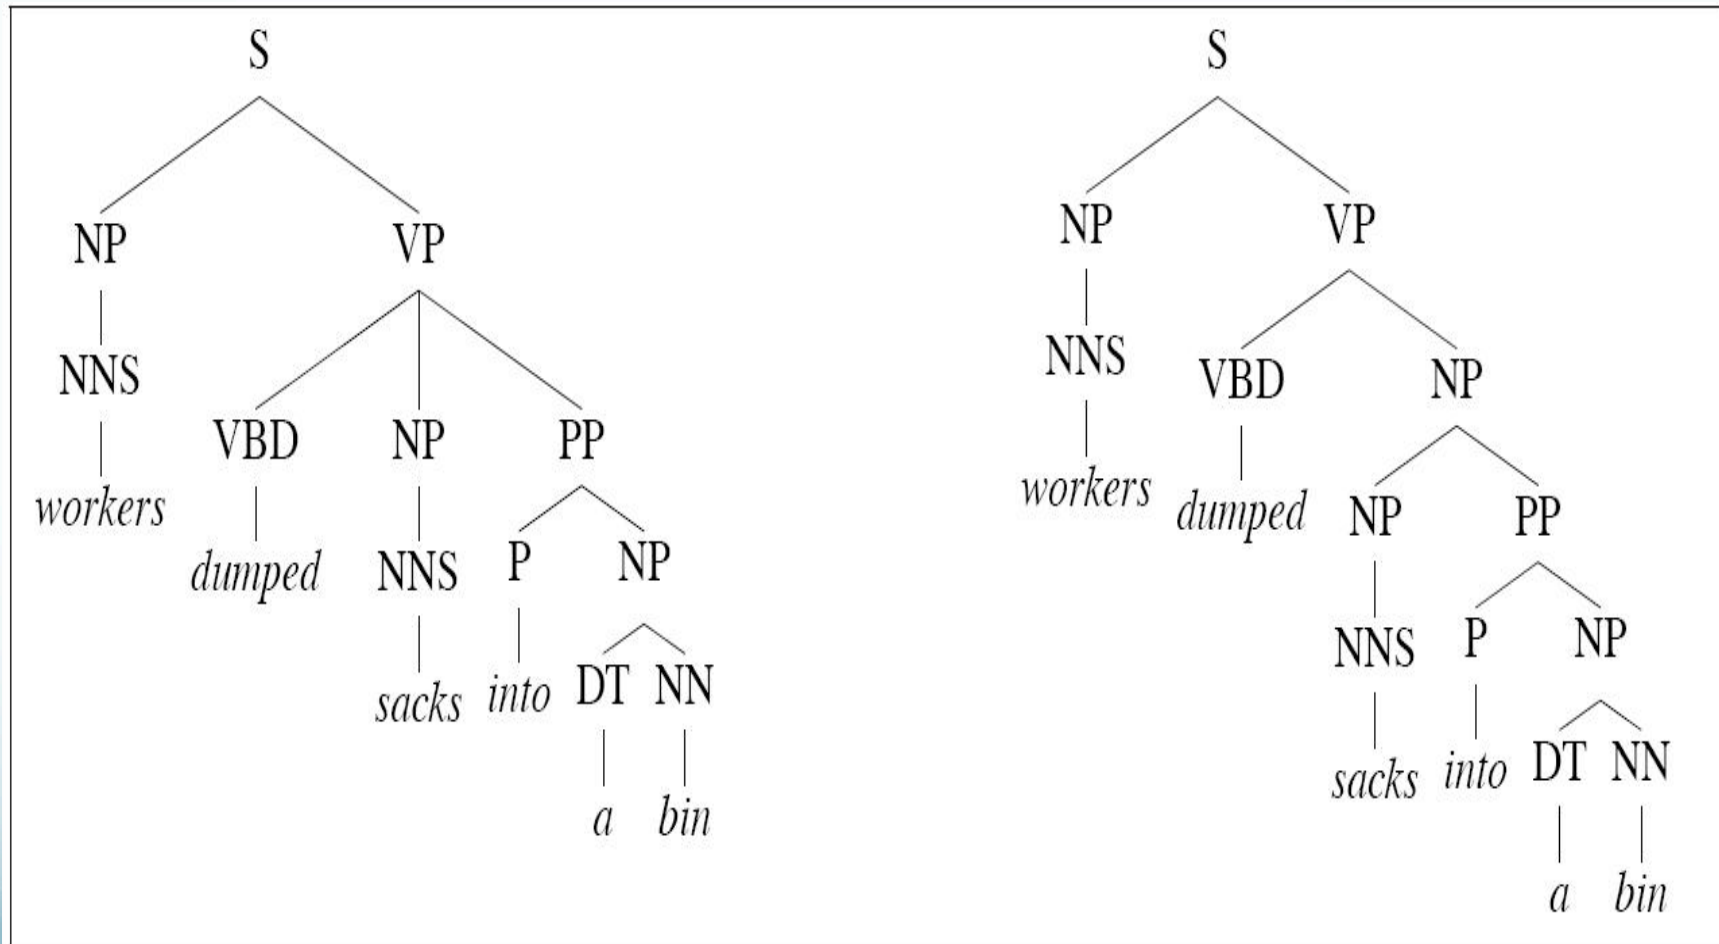 S
NP VP
NNS
VBD NP PP
workers
dumped NNS P NP
sacks into DT NN
a bin
S
NP VP
NNS VBD NP
workers dumped NP PP
NNS P NP
sacks into DT NN
a bin